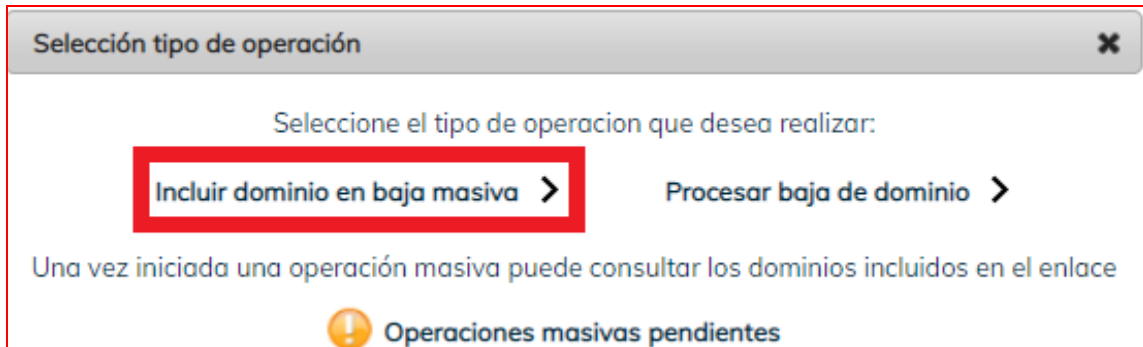 Selección tipo de operación
Seleccione el tipo de operacion que desea realizar:
Incluir dominio en baja masiva
Procesar baja de dominio
Una vez iniciada una operación masiva puede consultar los dominios incluidos en el enlace
Operaciones masivas pendientes